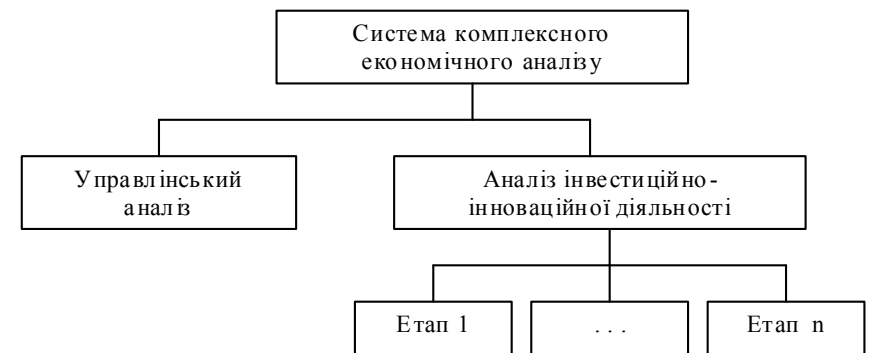 Система комплексного
економічного аналізу
Управлінський
аналіз
Аналіз інвестиційно-
інноваційної діяльності
Етап 1
. . .
Етап n